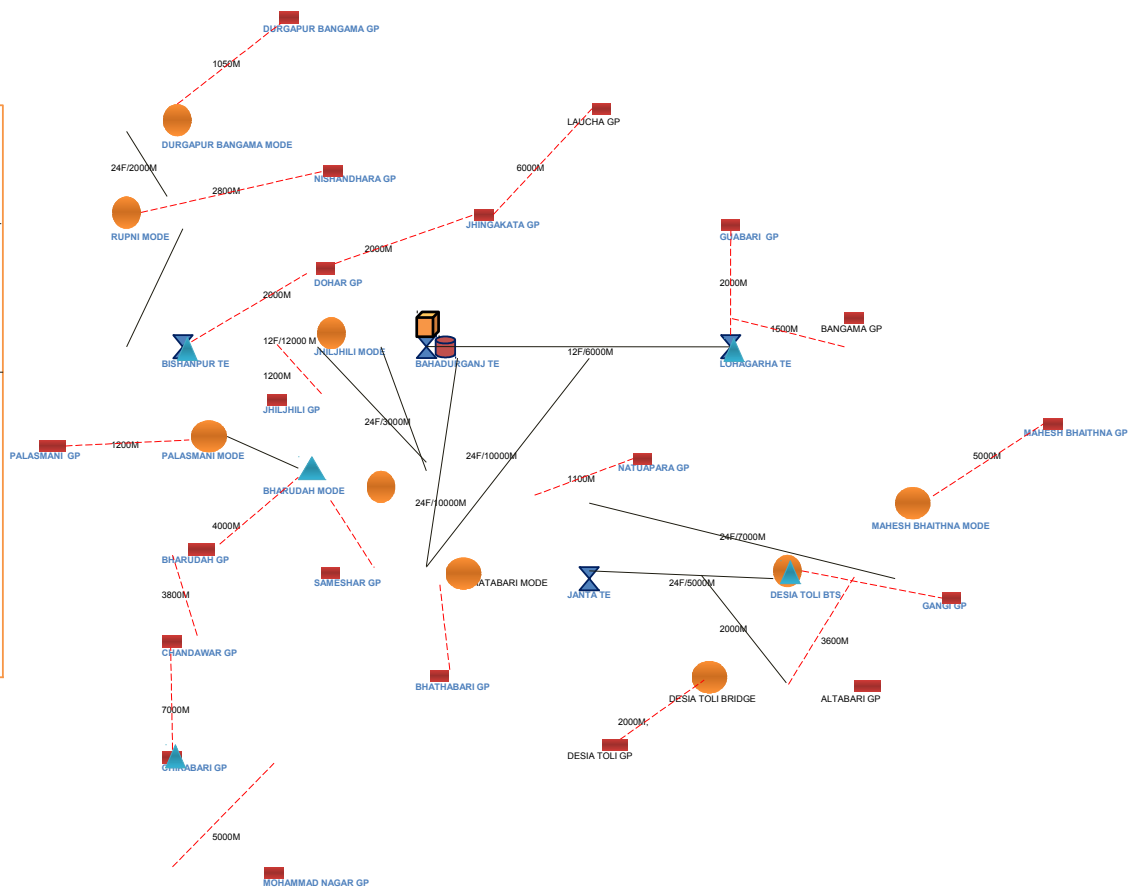 DURGAPUR BANGAMA GP
1050M
LAUCHA GP
DURGAPUR BANGAMA MODE
24F/2000M
6000M
NISHANDHARA GP
2800M
JHINGAKATA GP
GUABARI  GP
RUPNI MODE
2000M
DOHAR GP
2000M
2000M
1500M
BANGAMA GP
12F/12000 M
JHILJHILI MODE
12F/6000M
BISHANPUR TE
BAHADURGANJ TE
LOHAGARHA TE
1200M
JHILJHILI GP
24F/3000M
MAHESH BHAITHNA GP
1200M
PALASMANI  GP
PALASMANI MODE
24F/10000M
5000M
NATUAPARA GP
1100M
BHARUDAH MODE
24F/10000M
4000M
MAHESH BHAITHNA MODE
24F/7000M
BHARUDAH GP
SAMESHAR GP
ATABARI MODE
JANTA TE
24F/5000M
DESIA TOLI BTS
GANGI GP
3800M
2000M
3600M
CHANDAWAR GP
BHATHABARI GP
DESIA TOLI BRIDGE
ALTABARI GP
7000M
2000M,
DESIA TOLI GP
CHIRABARI GP
5000M
MOHAMMAD NAGAR GP